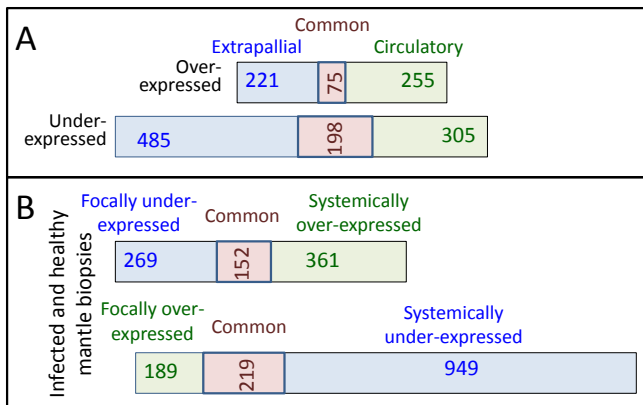 A
Common
Extrapallial
Circulatory
Over-
expressed
221
75
255
Under-
expressed
485
198
305
B
Infected and healthy
mantle biopsies
Focally under-
expressed
Common
Systemically
over-expressed
269
152
361
Focally over-
expressed
Common
Systemically
under-expressed
189
219
949